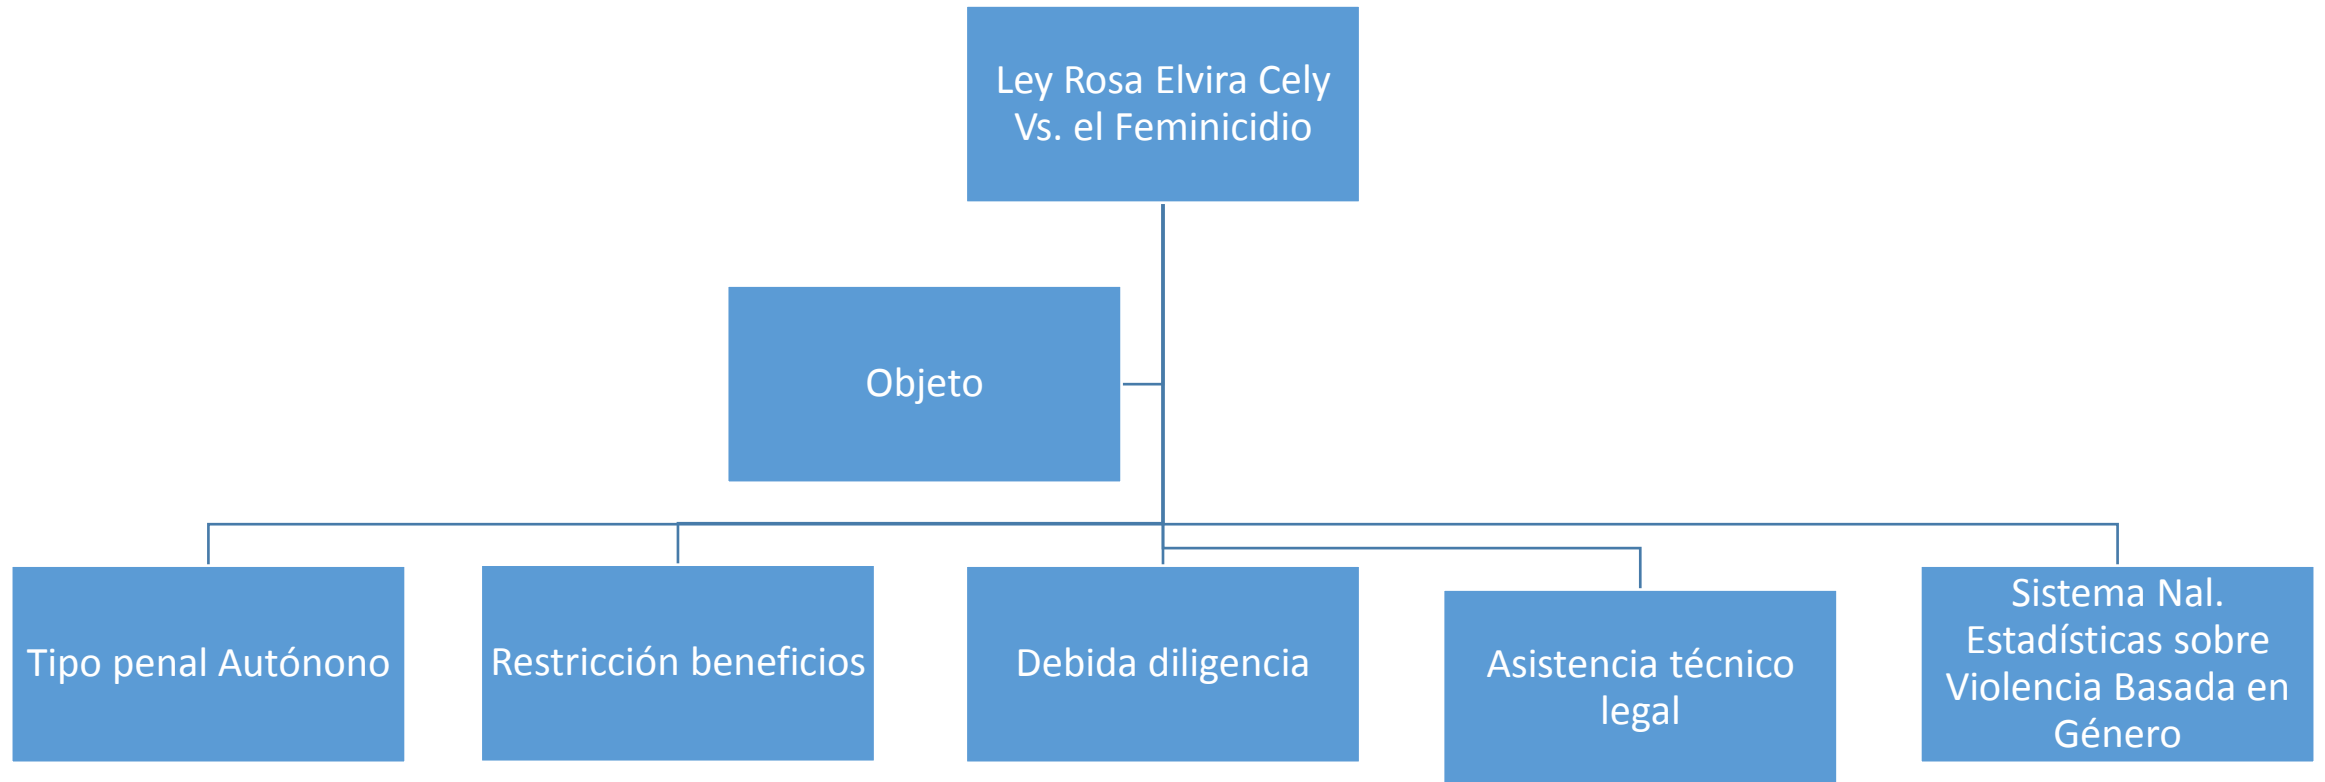 Ley Rosa Elvira Cely
Vs. el Feminicidio
Objeto
Tipo penal Autónono
Restricción beneficios
Debida diligencia
Asistencia técnico
legal
Sistema Nal.
Estadísticas sobre
Violencia Basada en
Género